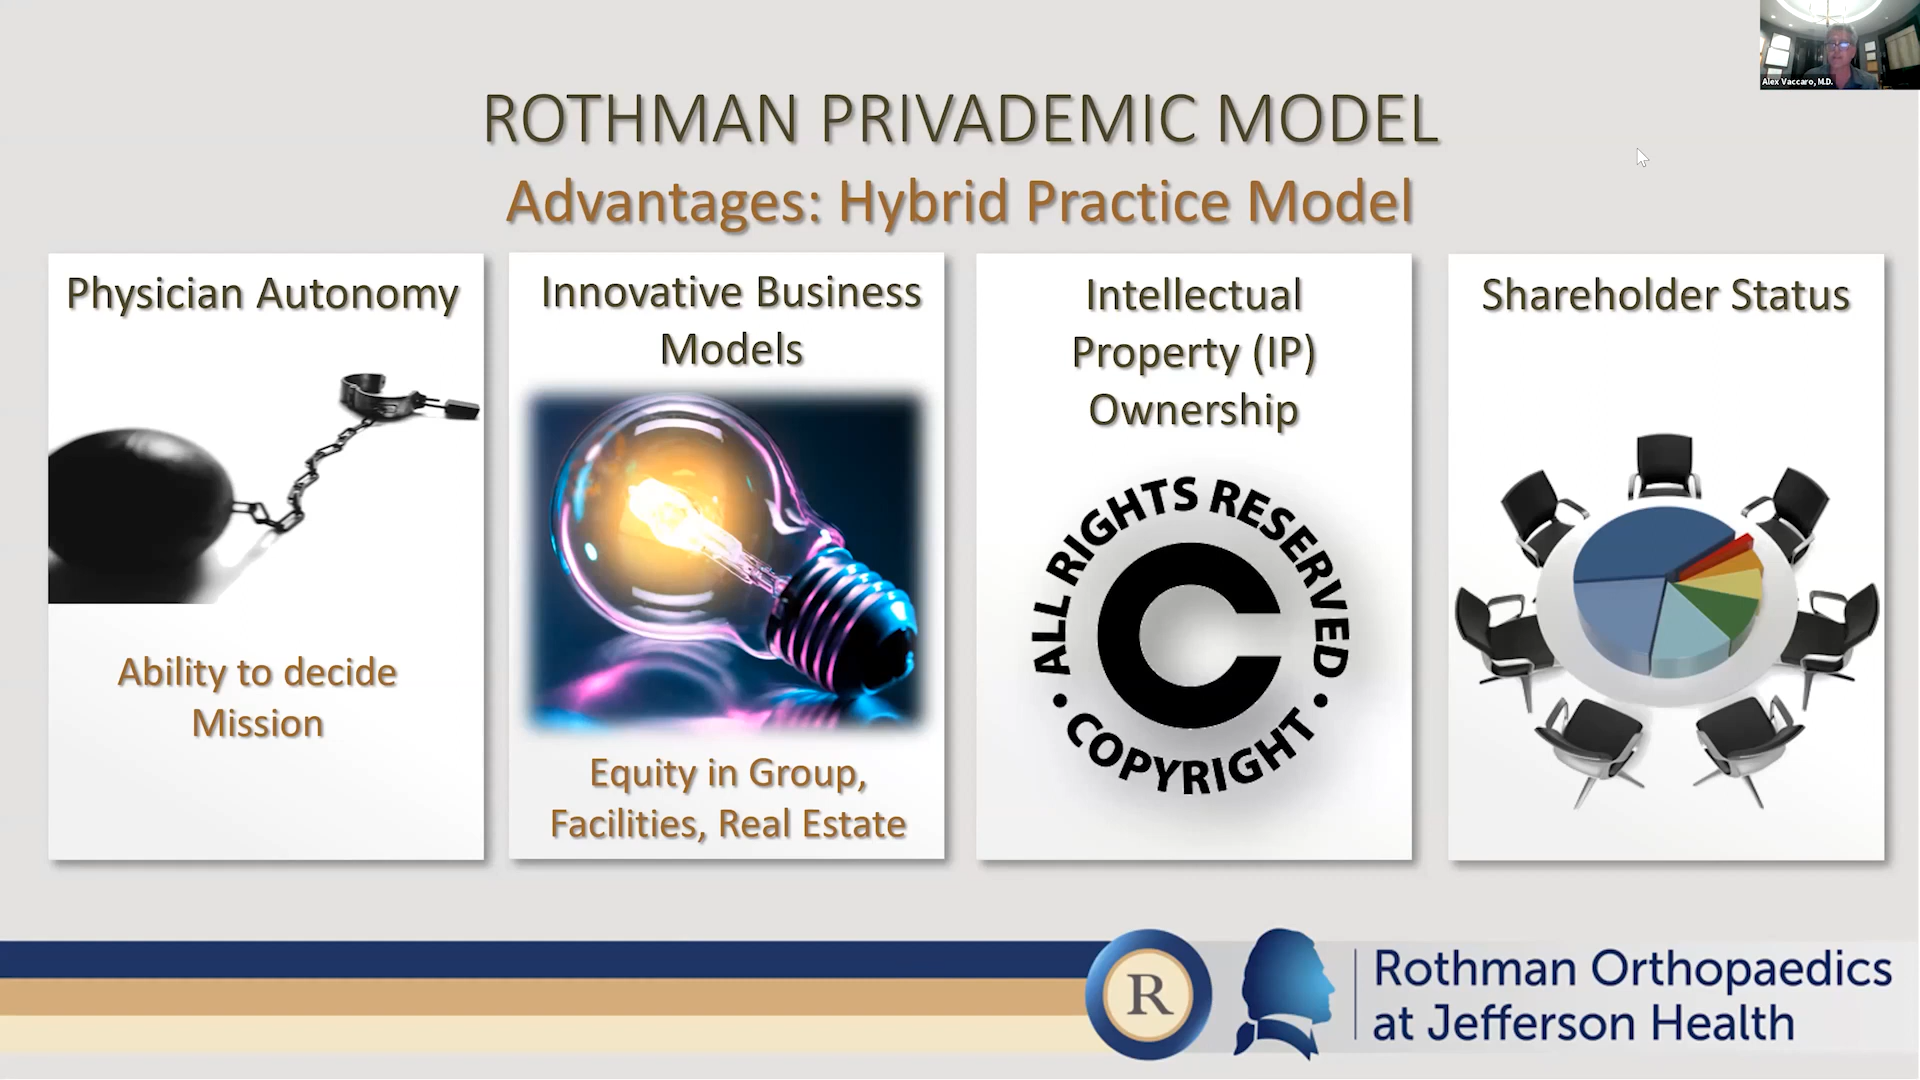 Alex Vaccaro, M.D.
ROTHMAN PRIVADEMIC MODEL
Advantages: Hybrid Practice Model
Physician Autonomy
Ability to decide
Mission
Innovative Business
Models
Equity in Group,
Facilities, Real Estate
Intellectual
Property (IP)
Ownership
ALL RIGHTS RESERVED
• COPYRIGHT •
Shareholder Status
R
Rothman Orthopaedics
at Jefferson Health